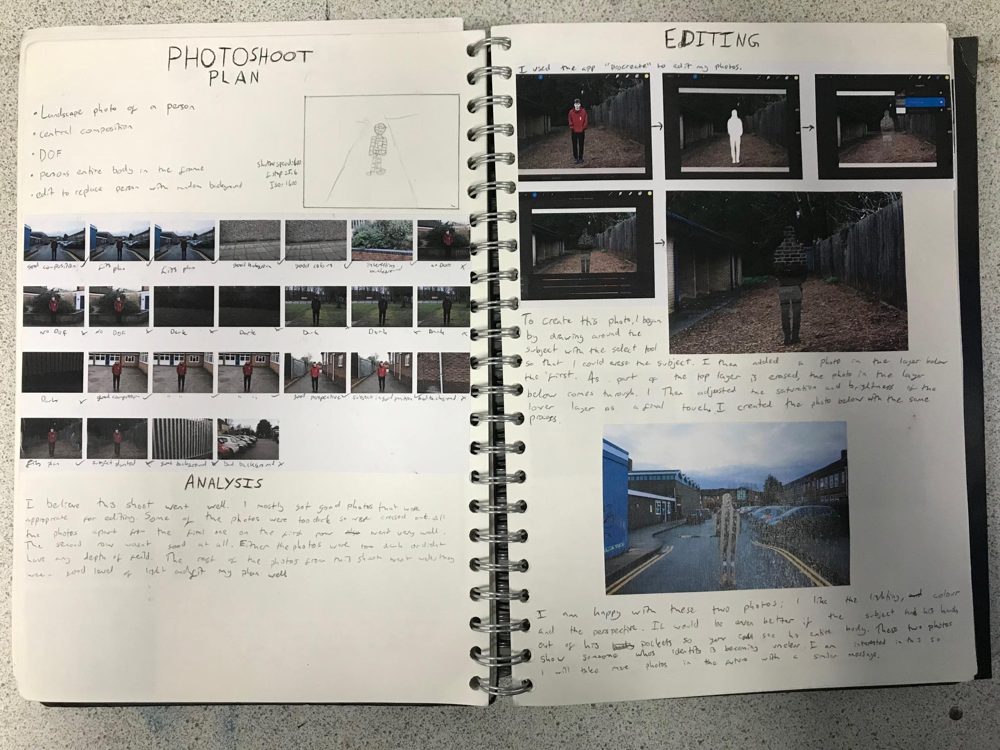 PHOTOSHOOT
PLAN
• Landscape photo of a person
• central composition
• DOF
• persons entire body in the frame
• edit to replace person with random background
shutterspeed:600
f stop:5.6
Iso:1600
good composition ✓ fits plan ✓ fits plan ✓ good backgroun ✓ good colours ✓ interesting background ✓ no DOF x
NO DOF x NO DOF x Dark x Dark x Dark x Dark x Dark x
Dark x good composition ✓ " " ✓ " " ✓ good perspective ✓ subject in good position ✓ bad background x
fits plan ✓ subject slanted x good background bad background x
ANALYSIS
I believe this shoot went well. I mostly got good photos that were
appropriate for editing. Some of the photos were too dark so were crossed out. All
the photos apart from the final one on the first row also went very well.
The second row wasnt good at all. Either the photos were too dark or didnt
have any depth of feild. The rest of the photos from this shoot went well, they
were a good level of light and fit my plan well
EDITING
I used the app "procreate" to edit my photos.
Layers
Hue
Saturation
Brightness
To create this photo, I began
by drawing around the
subject with the select tool
so that I could erase the subject. I then added a photo in the layer below
the first. As part of the top layer is erased, the photo in the layer
below comes through. I Then adjusted the saturation and brightness of the
lower layer as a final touch. I created the photo below with the same
process.
I am happy with these two photos; I like the lighting, and colour
and the perspective. It would be even better if the subject had his hands
out of his pockets so you could see his entire body. These two photos
show someone whos identity is becoming unclear. I am interested in this so
I will take more photos in the future with a similar message.